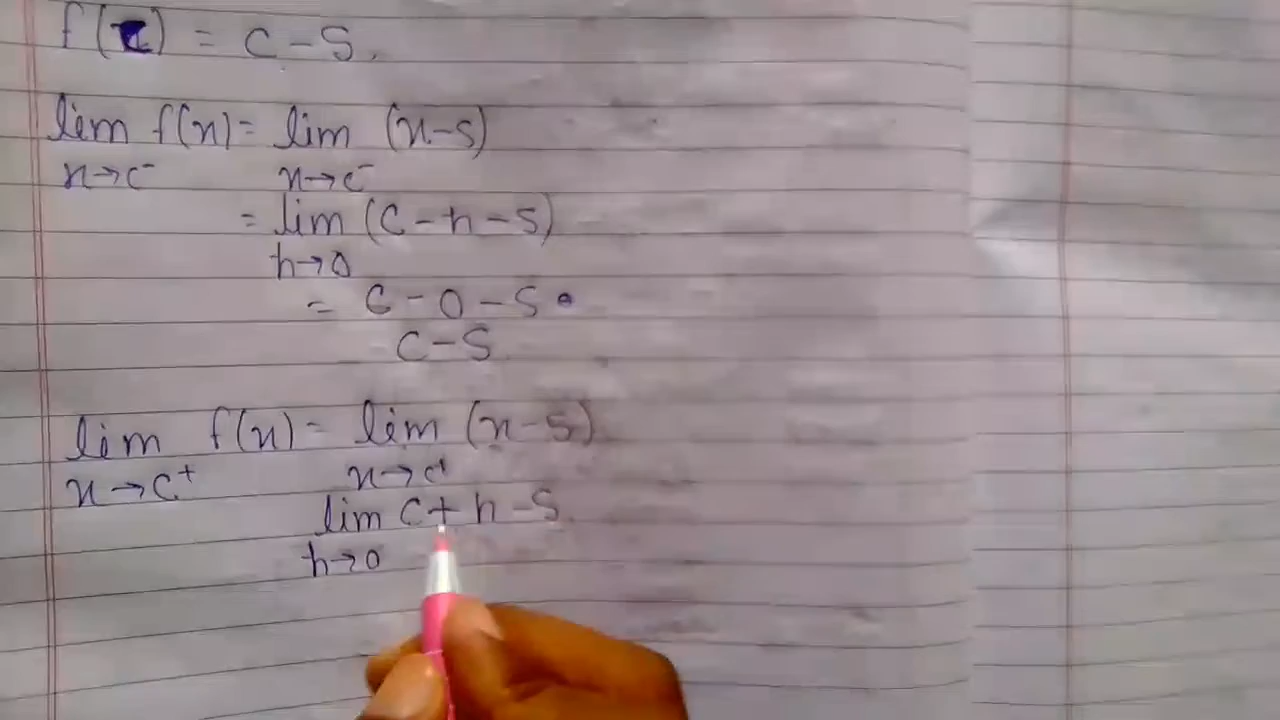 f(c) = c - 5.
lim f(x) = lim (x-5)
x→c⁻ x→c⁻
= lim (c-h-5)
h→0
= c-0-5
c-5
lim f(x) = lim (x-5)
x→c⁺ x→c⁺
lim c+h-5
h→0